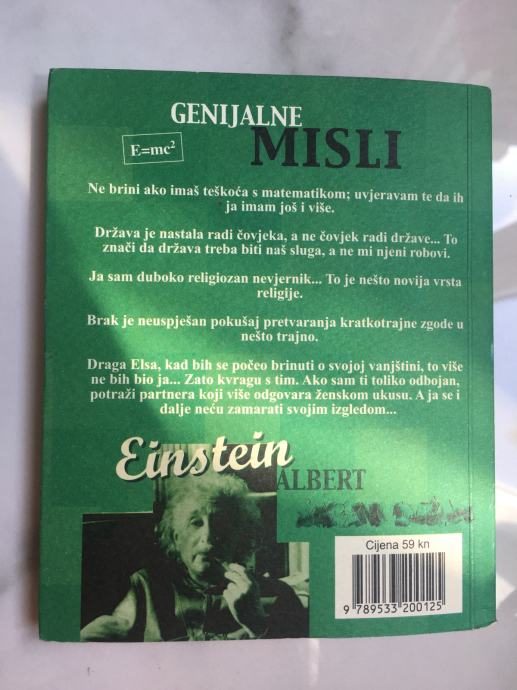 GENIJALNE
MISLI
E=mc²
Ne brini ako imaš teškoća s matematikom; uvjeravam te da ih
ja imam još i više.
Država je nastala radi čovjeka, a ne čovjek radi države... To
znači da država treba biti naš sluga, a ne mi njeni robovi.
Ja sam duboko religiozan nevjernik... To je nešto novija vrsta
religije.
Brak je neuspješan pokušaj pretvaranja kratkotrajne zgode u
nešto trajno.
Draga Elsa, kad bih se počeo brinuti o svojoj vanjštini, to više
ne bih bio ja... Zato kvragu s tim. Ako sam ti toliko odbojan,
potraži partnera koji više odgovara ženskom ukusu. A ja se i
dalje neću zamarati svojim izgledom...
Einstein
ALBERT
Cijena 59 kn
9 789533 200125